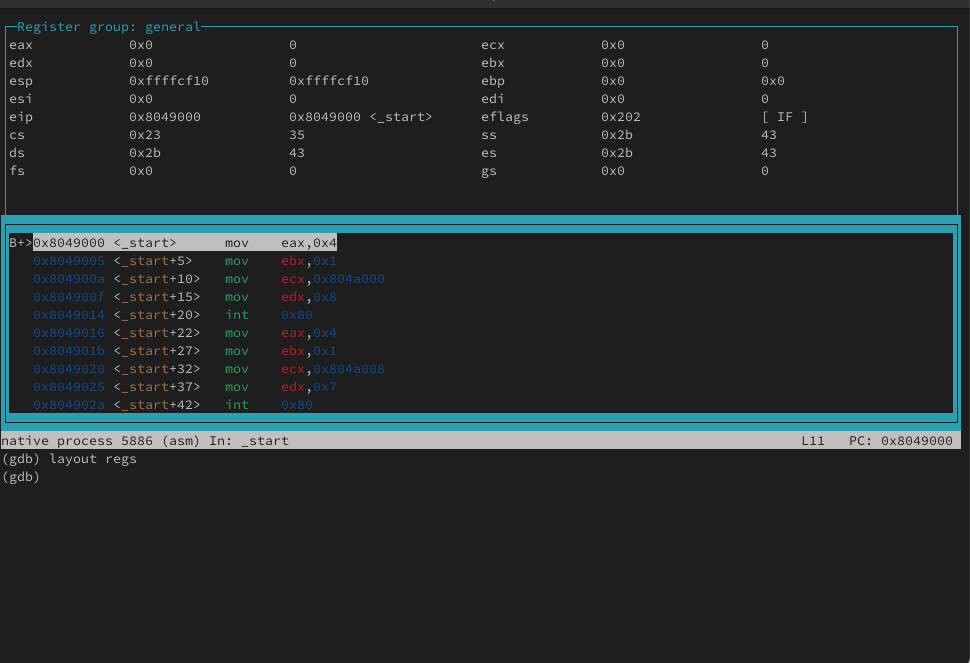 Register group: general
eax 0x0 0 ecx 0x0 0
edx 0x0 0 ebx 0x0 0
esp 0xffffcf10 0xffffcf10 ebp 0x0 0x0
esi 0x0 0 edi 0x0 0
eip 0x8049000 0x8049000 <_start> eflags 0x202 [ IF ]
cs 0x23 35 ss 0x2b 43
ds 0x2b 43 es 0x2b 43
fs 0x0 0 gs 0x0 0
B+>0x8049000 <_start> mov eax,0x4
0x8049005 <_start+5> mov ebx,0x1
0x804900a <_start+10> mov ecx,0x804a000
0x804900f <_start+15> mov edx,0x8
0x8049014 <_start+20> int 0x80
0x8049016 <_start+22> mov eax,0x4
0x804901b <_start+27> mov ebx,0x1
0x8049020 <_start+32> mov ecx,0x804a008
0x8049025 <_start+37> mov edx,0x7
0x804902a <_start+42> int 0x80
native process 5886 (asm) In: _start L11 PC: 0x8049000
(gdb) layout regs
(gdb)